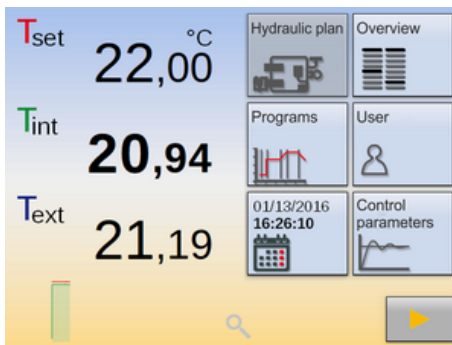 Tset
°C
22,00
Tint
20,94
Text
21,19
Hydraulic plan
Overview
Programs
User
01/13/2016
16:26:10
Control
parameters